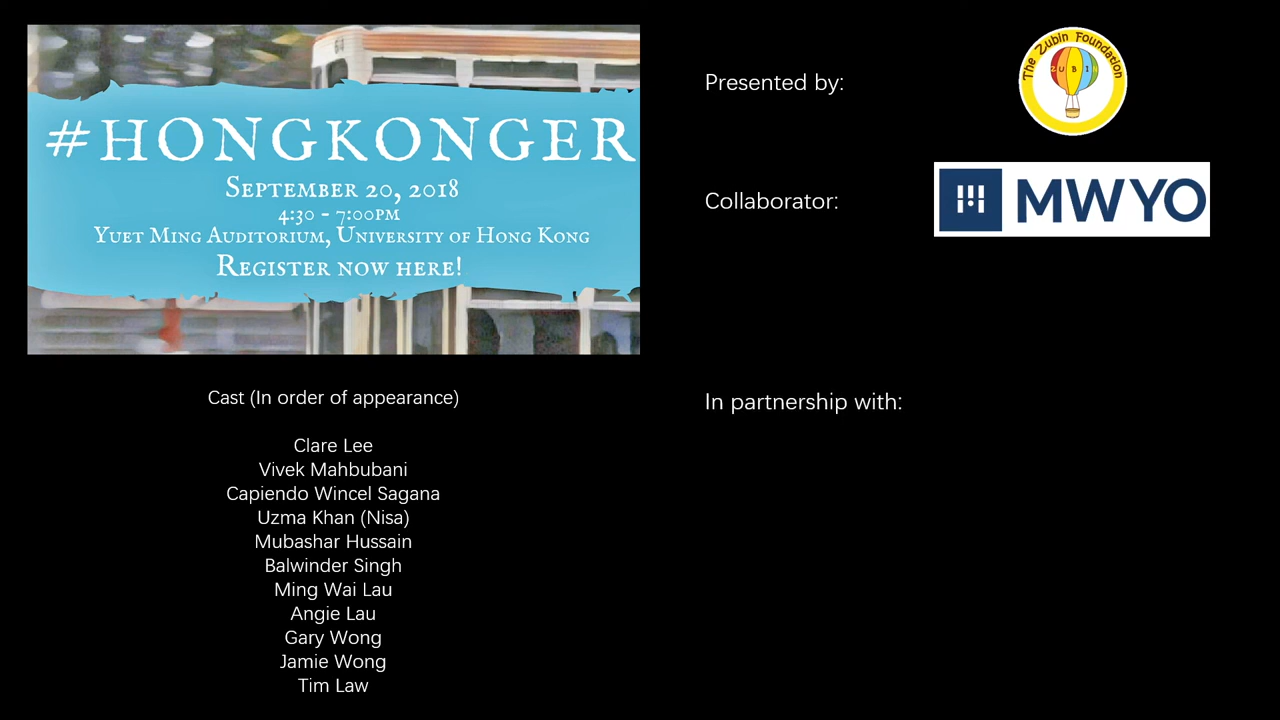 #HONGKONGER
September 20, 2018
4:30 - 7:00pm
Yuet Ming Auditorium, University of Hong Kong
Register now here!
Cast (In order of appearance)
Clare Lee
Vivek Mahbubani
Capiendo Wincel Sagana
Uzma Khan (Nisa)
Mubashar Hussain
Balwinder Singh
Ming Wai Lau
Angie Lau
Gary Wong
Jamie Wong
Tim Law
Presented by:
The Zubin Foundation
ZUBIN
Collaborator:
MWYO
In partnership with: